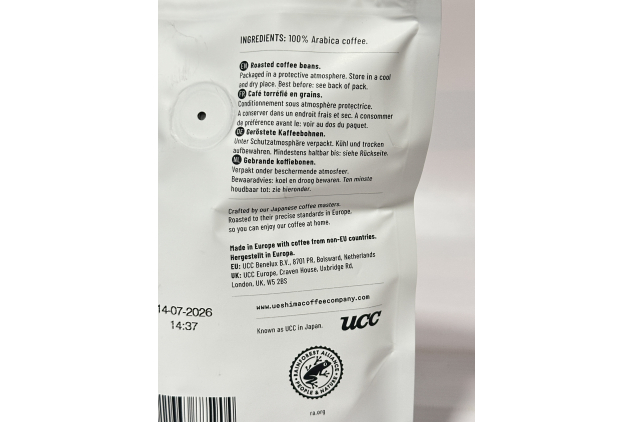 INGREDIENTS: 100% Arabica coffee.
EN Roasted coffee beans.
Packaged in a protective atmosphere. Store in a cool
and dry place. Best before: see back of pack.
FR Café torréfié en grains.
Conditionnement sous atmosphère protectrice.
A conserver dans un endroit frais et sec. A consommer
de préférence avant le: voir au dos du paquet.
DE Geröstete Kaffeebohnen.
Unter Schutzatmosphäre verpackt. Kühl und trocken
aufbewahren. Mindestens haltbar bis: siehe Rückseite.
NL Gebrande koffiebonen.
Verpakt onder beschermende atmosfeer.
Bewaaradvies: koel en droog bewaren. Ten minste
houdbaar tot: zie hieronder.
Crafted by our Japanese coffee masters.
Roasted to their precise standards in Europe.
so you can enjoy our coffee at home.
Made in Europe with coffee from non-EU countries.
Hergestellt in Europa.
EU: UCC Benelux B.V., 8701 PR, Bolsward, Netherlands
UK: UCC Europe, Craven House, Uxbridge Rd,
London, UK, W5 2BS
www.ueshimacoffeecompany.com
14-07-2026
14:37
Known as UCC in Japan.
UCC
RAINFOREST ALLIANCE
PEOPLE & NATURE
ra.org